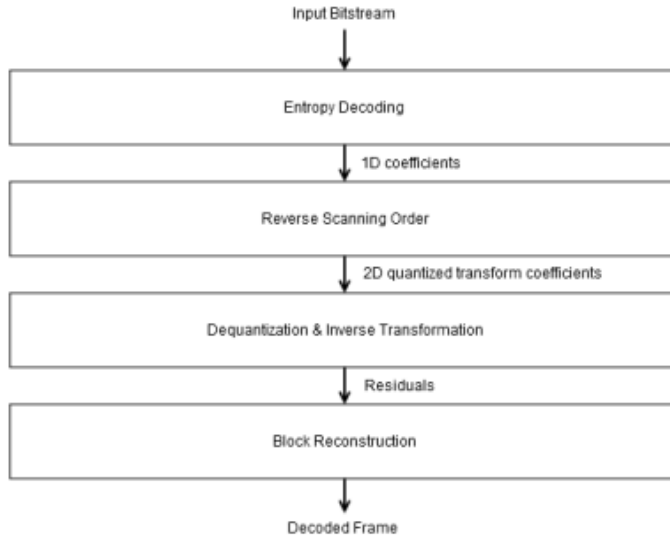 Input Bitstream
Entropy Decoding
1D coefficients
Reverse Scanning Order
2D quantized transform coefficients
Dequantization & Inverse Transformation
Residuals
Block Reconstruction
Decoded Frame